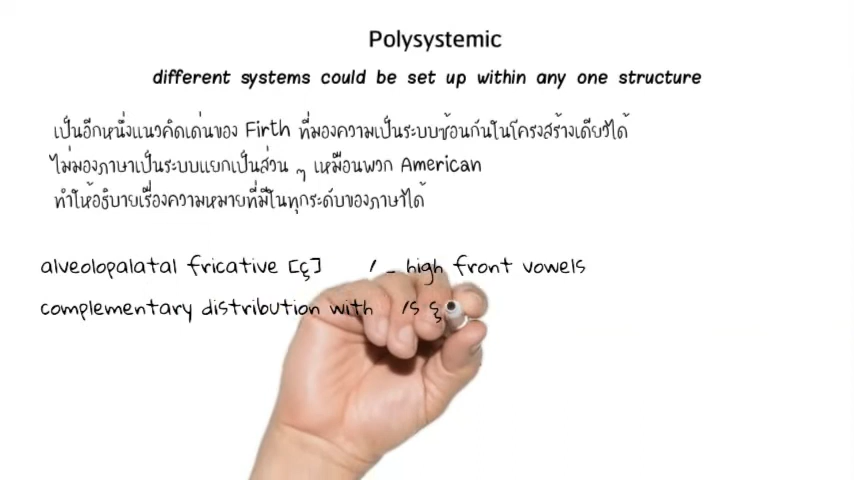 Polysystemic
different systems could be set up within any one structure
เป็นอีกหนึ่งแนวคิดเด่นของ Firth ที่มองความเป็นระบบซ้อนกันในโครงสร้างเดียวได้
ไม่มองภาษาเป็นระบบแยกเป็นส่วน ๆ เหมือนพวก American
ทำให้อธิบายเรื่องความหมายที่มีในทุกระดับของภาษาได้
alveolopalatal fricative [ɕ] / _ high front vowels
complementary distribution with /s ʂ